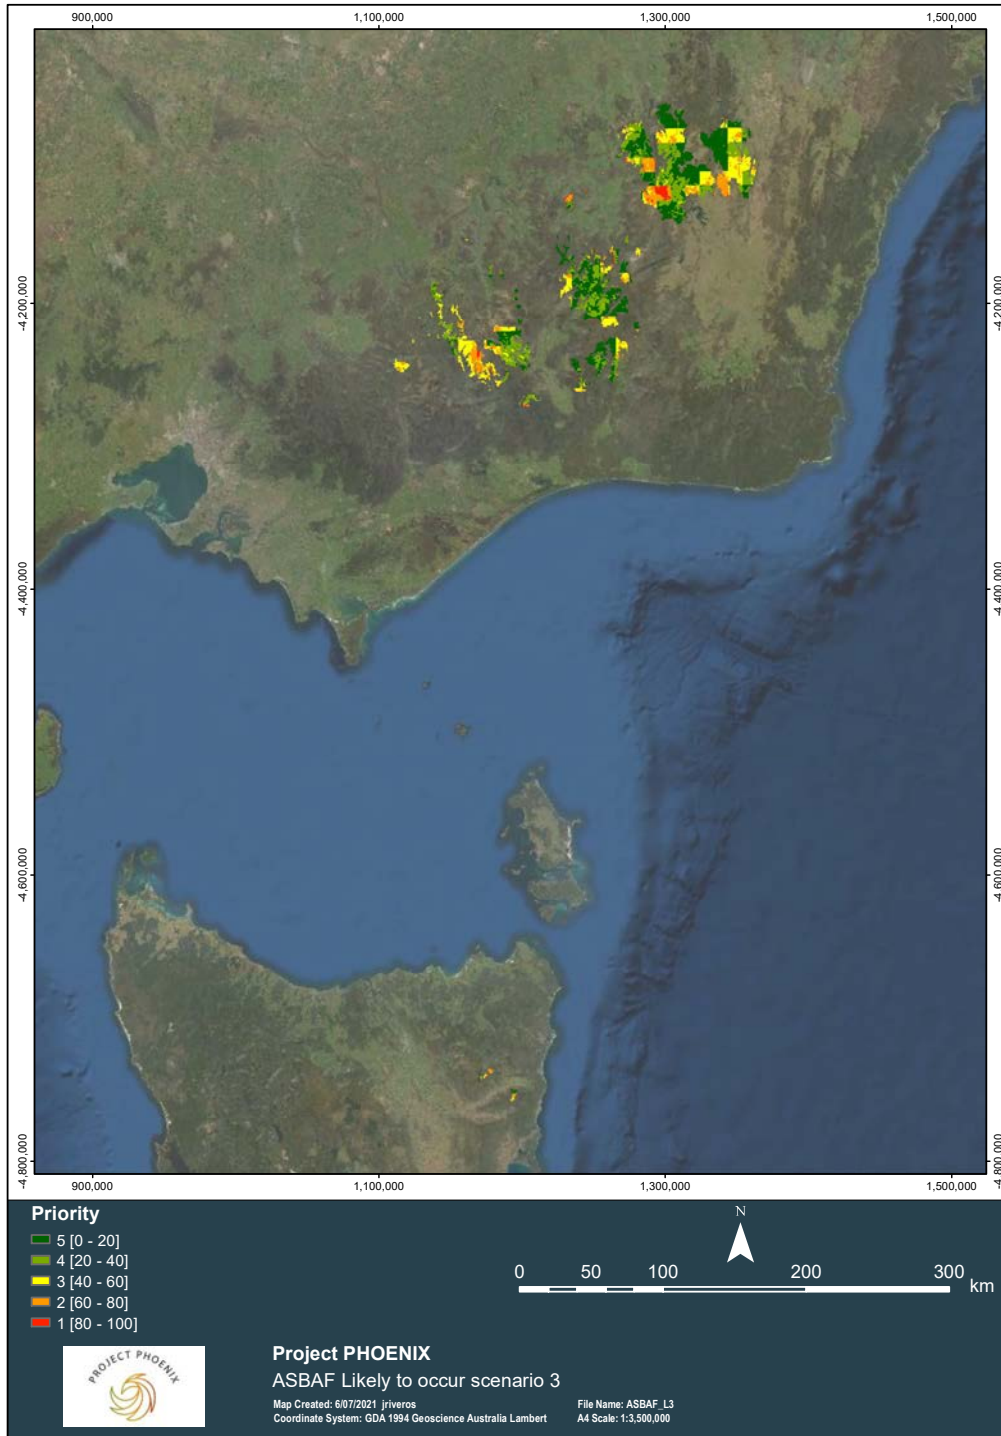 900,000 1,100,000 1,300,000 1,500,000
-4,200,000 -4,200,000
-4,400,000 -4,400,000
-4,600,000 -4,600,000
-4,800,000 -4,800,000
900,000 1,100,000 1,300,000 1,500,000
Priority
5 [0 - 20]
4 [20 - 40]
3 [40 - 60]
2 [60 - 80]
1 [80 - 100]
N
0 50 100 200 300
km
PROJECT PHOENIX
Project PHOENIX
ASBAF Likely to occur scenario 3
Map Created: 6/07/2021 jriveros
Coordinate System: GDA 1994 Geoscience Australia Lambert
File Name: ASBAF_L3
A4 Scale: 1:3,500,000